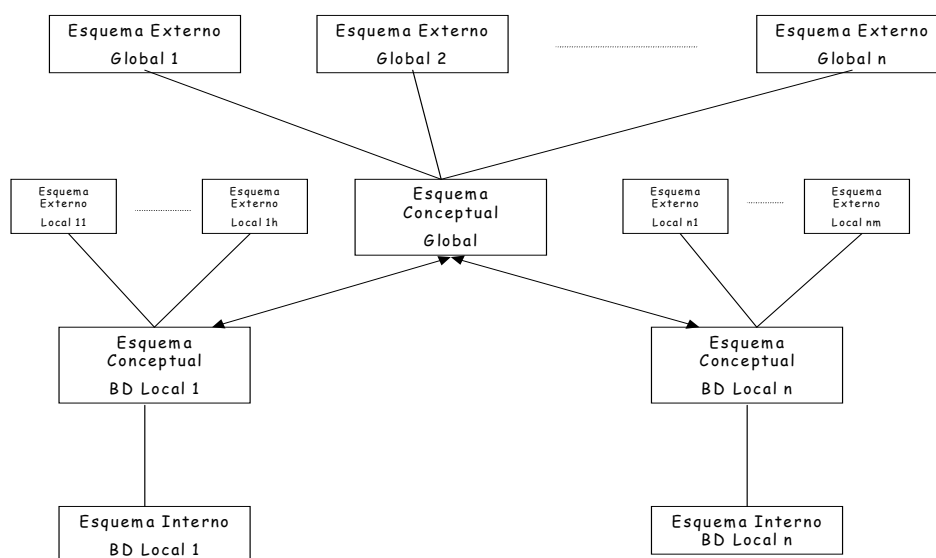 Esquema Externo
Global 1
Esquema Externo
Global 2
Esquema Externo
Global n
Esquema
Externo
Local 11
Esquema
Externo
Local 1h
Esquema
Conceptual
Global
Esquema
Externo
Local n1
Esquema
Externo
Local nm
Esquema
Conceptual
BD Local 1
Esquema
Conceptual
BD Local n
Esquema Interno
BD Local 1
Esquema Interno
BD Local n